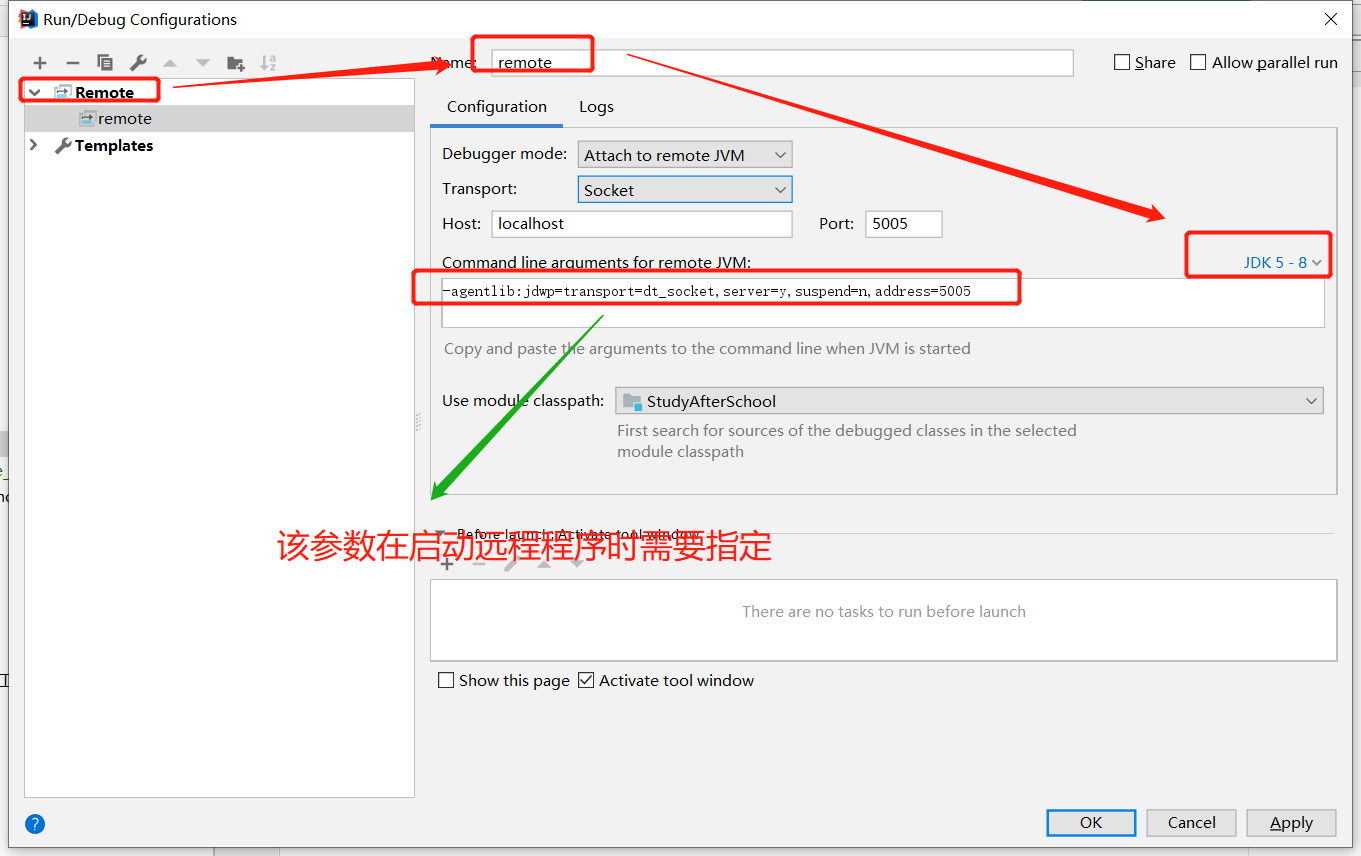 Run/Debug Configurations
Name: remote
Share
Allow parallel run
Remote
remote
Templates
Configuration Logs
Debugger mode: Attach to remote JVM
Transport: Socket
Host: localhost Port: 5005
Command line arguments for remote JVM: JDK 5 - 8
-agentlib:jdwp=transport=dt_socket,server=y,suspend=n,address=5005
Copy and paste the arguments to the command line when JVM is started
Use module classpath: StudyAfterSchool
First search for sources of the debugged classes in the selected
module classpath
Before launch: Activate tool window
该参数在启动远程程序时需要指定
There are no tasks to run before launch
Show this page Activate tool window
OK Cancel Apply